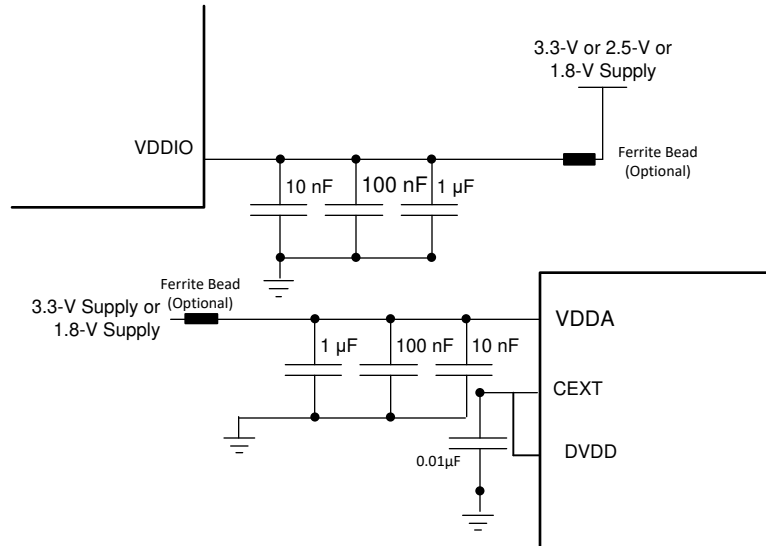 3.3-V or 2.5-V or
1.8-V Supply
VDDIO
Ferrite Bead
(Optional)
10 nF
100 nF
1 µF
Ferrite Bead
(Optional)
3.3-V Supply or
1.8-V Supply
VDDA
1 µF
100 nF
10 nF
CEXT
0.01µF
DVDD